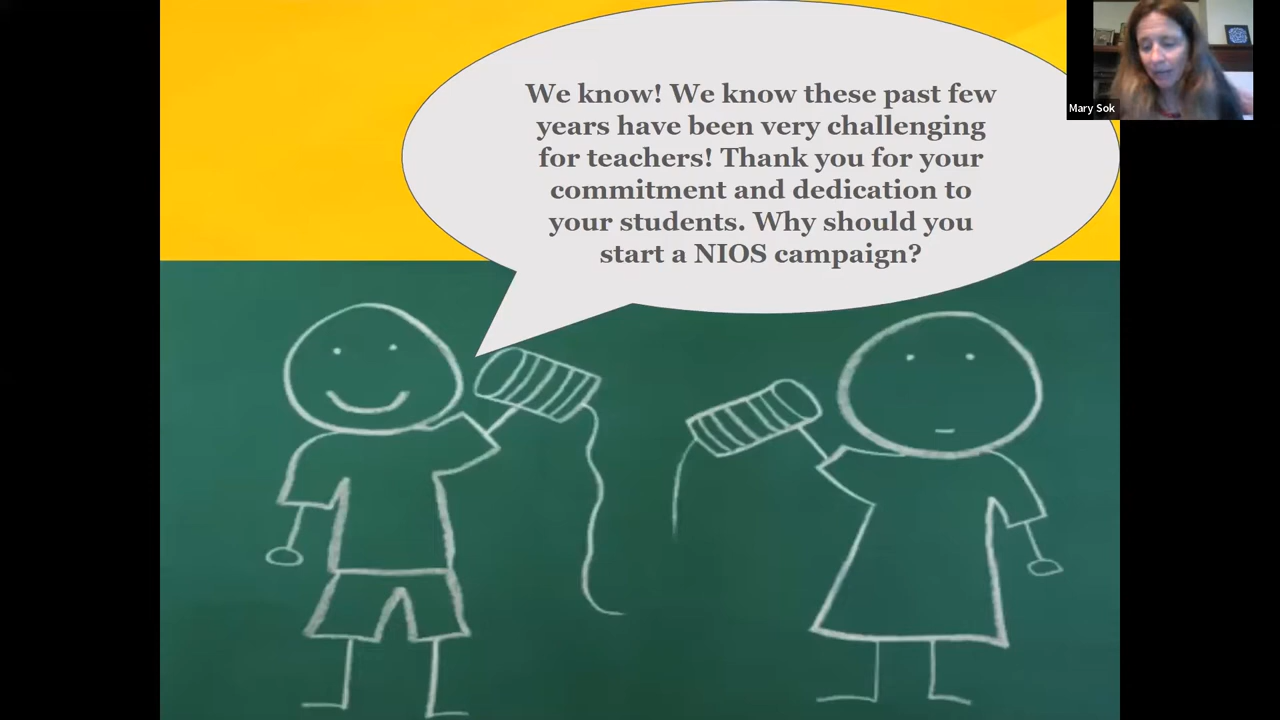 We know! We know these past few
years have been very challenging
for teachers! Thank you for your
commitment and dedication to
your students. Why should you
start a NIOS campaign?
Mary Sok